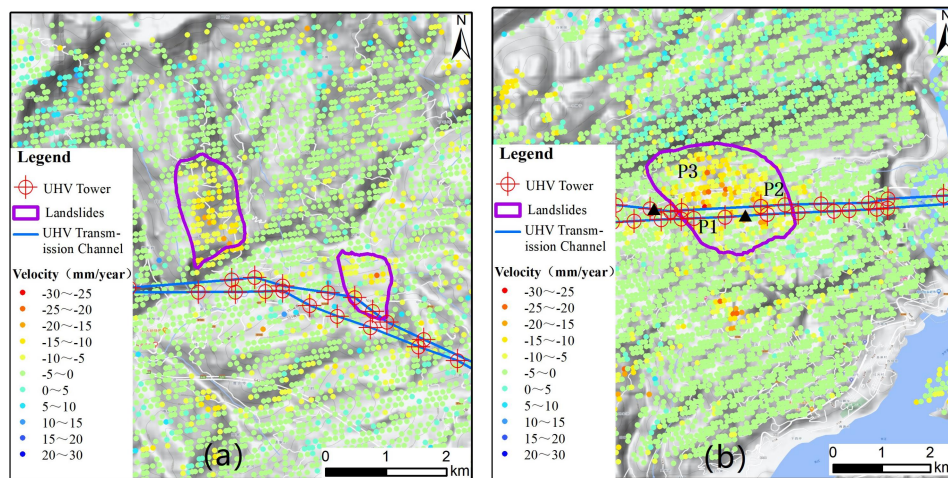 N
Legend
UHV Tower
Landslides
UHV Transm-
ission Channel
Velocity（mm/year）
-30～-25
-25～-20
-20～-15
-15～-10
-10～-5
-5～0
0～5
5～10
10～15
15～20
20～30
(a)
0 1 2
km
N
P3
P2
P1
Legend
UHV Tower
Landslides
UHV Transm-
ission Channel
Velocity（mm/year）
-30～-25
-25～-20
-20～-15
-15～-10
-10～-5
-5～0
0～5
5～10
10～15
15～20
20～30
(b)
0 1 2
km